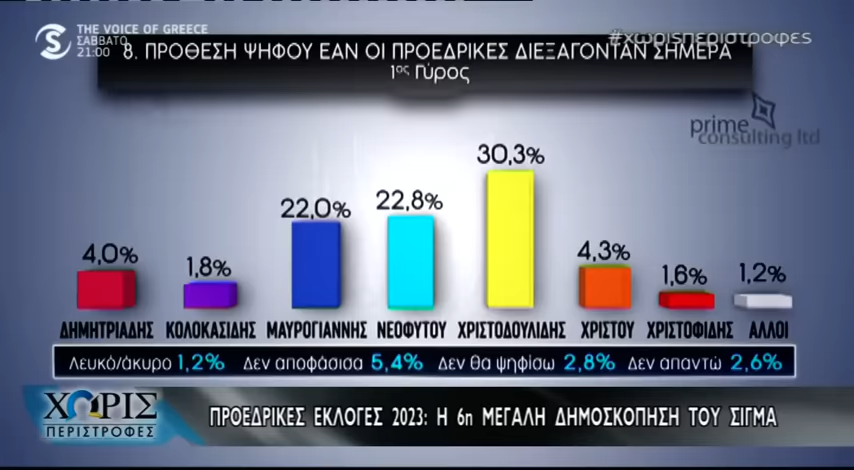 THE VOICE OF GREECE
ΣΑΒΒΑΤΟ
21:00
#χωρίςπεριστροφές
8. ΠΡΟΘΕΣΗ ΨΗΦΟΥ ΕΑΝ ΟΙ ΠΡΟΕΔΡΙΚΕΣ ΔΙΕΞΑΓΟΝΤΑΝ ΣΗΜΕΡΑ
1ος Γύρος
prime
consulting ltd
4,0% 1,8% 22,0% 22,8% 30,3% 4,3% 1,6% 1,2%
ΔΗΜΗΤΡΙΑΔΗΣ ΚΟΛΟΚΑΣΙΔΗΣ ΜΑΥΡΟΓΙΑΝΝΗΣ ΝΕΟΦΥΤΟΥ ΧΡΙΣΤΟΔΟΥΛΙΔΗΣ ΧΡΙΣΤΟΥ ΧΡΙΣΤΟΦΙΔΗΣ ΑΛΛΟΙ
Λευκό/άκυρο 1,2% Δεν αποφάσισα 5,4% Δεν θα ψηφίσω 2,8% Δεν απαντώ 2,6%
ΧΩΡΙΣ
ΠΕΡΙΣΤΡΟΦΕΣ
ΠΡΟΕΔΡΙΚΕΣ ΕΚΛΟΓΕΣ 2023: Η 6η ΜΕΓΑΛΗ ΔΗΜΟΣΚΟΠΗΣΗ ΤΟΥ ΣΙΓΜΑ